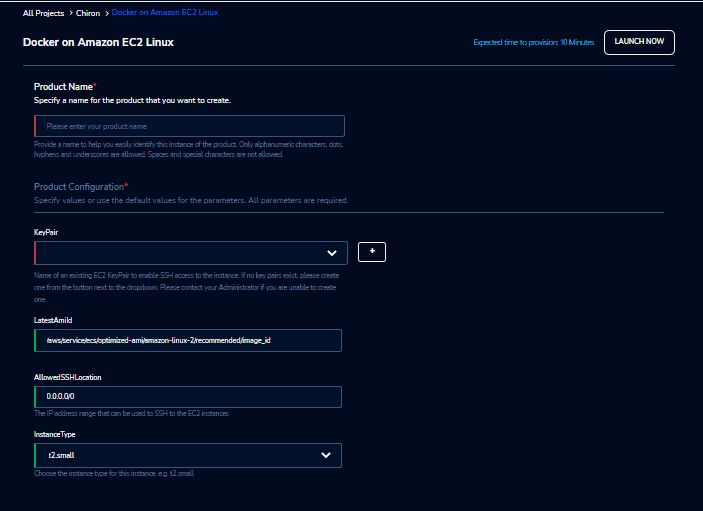 All Projects > Chiron > Docker on Amazon EC2 Linux
Docker on Amazon EC2 Linux
Expected time to provision: 10 Minutes
LAUNCH NOW
Product Name*
Specify a name for the product that you want to create.
Please enter your product name
Provide a name to help you easily identify this instance of the product. Only alphanumeric characters, dots,
hyphens and underscores are allowed. Spaces and special characters are not allowed.
Product Configuration*
Specify values or use the default values for the parameters. All parameters are required.
KeyPair
+
Name of an existing EC2 KeyPair to enable SSH access to the instance. If no key pairs exist, please create
one from the button next to the dropdown. Please contact your Administrator if you are unable to create
one.
LatestAmiId
/aws/service/ecs/optimized-ami/amazon-linux-2/recommended/image_id
AllowedSSHLocation
0.0.0.0/0
The IP address range that can be used to SSH to the EC2 instances
InstanceType
t2.small
Choose the instance type for this instance. e.g. t2.small